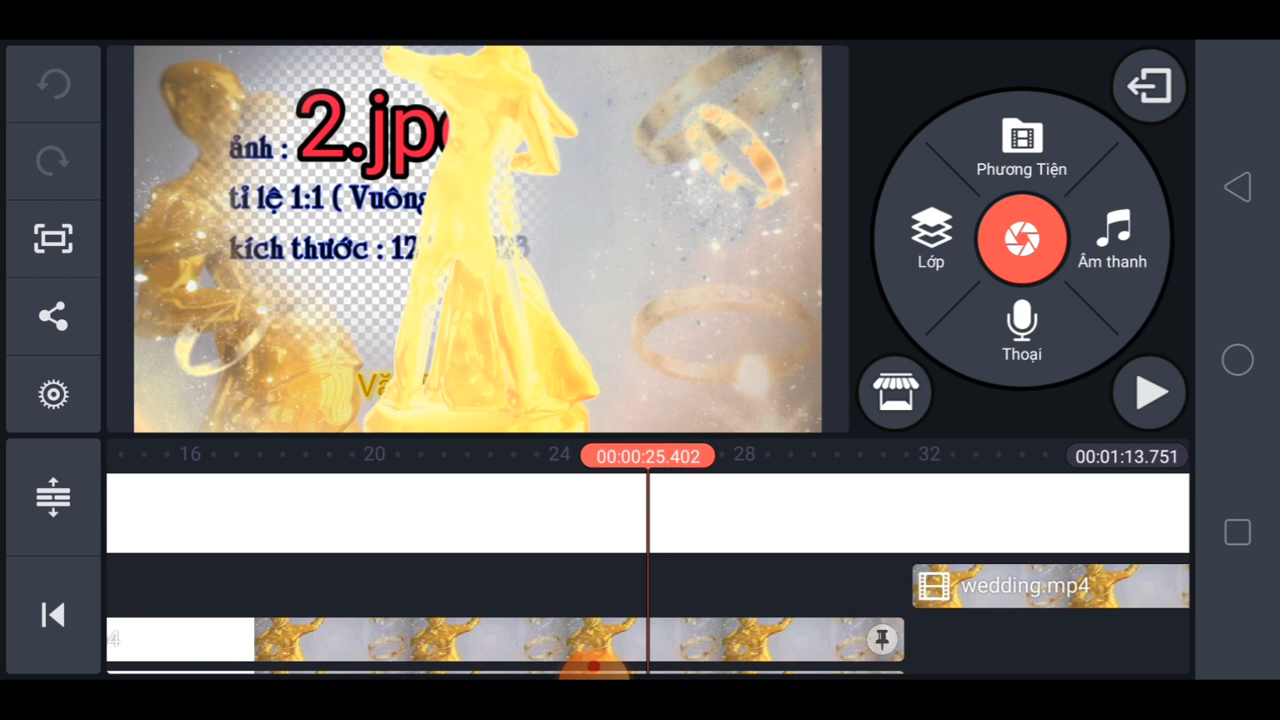 ảnh : 2.jp
tỉ lệ 1:1 ( Vuông
kích thước : 17
Phương Tiện
Lớp
Âm thanh
Thoại
16 20 24 28 32
00:00:25.402
00:01:13.751
wedding.mp4
4